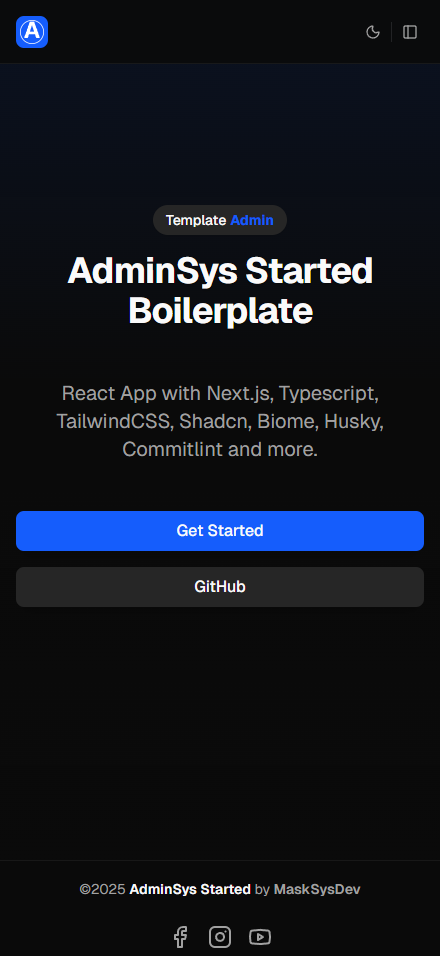 A
Template Admin
AdminSys Started
Boilerplate
React App with Next.js, Typescript,
TailwindCSS, Shadcn, Biome, Husky,
Commitlint and more.
Get Started
GitHub
©2025 AdminSys Started by MaskSysDev